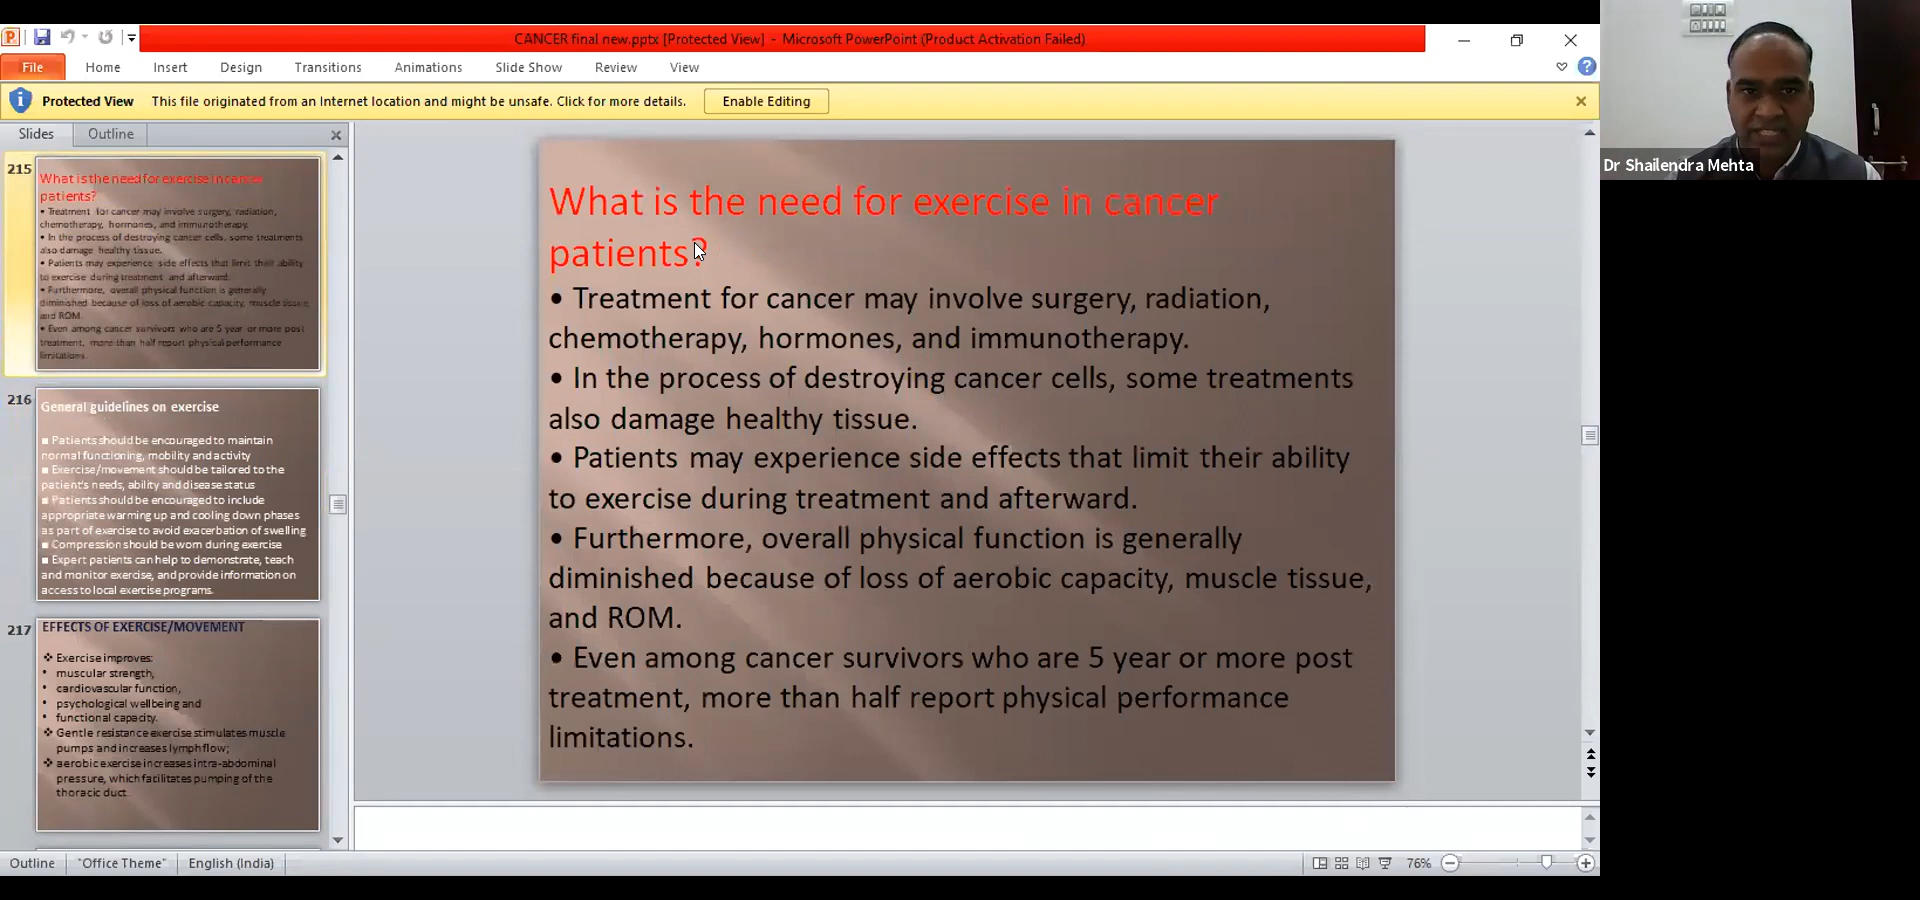 CANCER final new.pptx [Protected View] - Microsoft PowerPoint (Product Activation Failed)
File Home Insert Design Transitions Animations Slide Show Review View
Protected View This file originated from an Internet location and might be unsafe. Click for more details. Enable Editing
Slides Outline
215
What is the need for exercise in cancer
patients?
• Treatment for cancer may involve surgery, radiation,
chemotherapy, hormones, and immunotherapy.
• In the process of destroying cancer cells, some treatments
also damage healthy tissue.
• Patients may experience side effects that limit their ability
to exercise during treatment and afterward.
• Furthermore, overall physical function is generally
diminished because of loss of aerobic capacity, muscle tissue,
and ROM.
• Even among cancer survivors who are 5 year or more post
treatment, more than half report physical performance
limitations.
216
General guidelines on exercise
■ Patients should be encouraged to maintain
normal functioning, mobility and activity
■ Exercise/movement should be tailored to the
patient's needs, ability and disease status
■ Patients should be encouraged to include
appropriate warming up and cooling down phases
as part of exercise to avoid exacerbation of swelling
■ Compression should be worn during exercise
■ Expert patients can help to demonstrate, teach
and monitor exercise, and provide information on
access to local exercise programs.
217
EFFECTS OF EXERCISE/MOVEMENT
❖ Exercise improves:
• muscular strength,
• cardiovascular function,
• psychological wellbeing and
• functional capacity.
❖ Gentle resistance exercise stimulates muscle
pumps and increases lymph flow;
❖ aerobic exercise increases intra-abdominal
pressure, which facilitates pumping of the
thoracic duct.
What is the need for exercise in cancer
patients?
• Treatment for cancer may involve surgery, radiation,
chemotherapy, hormones, and immunotherapy.
• In the process of destroying cancer cells, some treatments
also damage healthy tissue.
• Patients may experience side effects that limit their ability
to exercise during treatment and afterward.
• Furthermore, overall physical function is generally
diminished because of loss of aerobic capacity, muscle tissue,
and ROM.
• Even among cancer survivors who are 5 year or more post
treatment, more than half report physical performance
limitations.
Dr Shailendra Mehta
Outline "Office Theme" English (India) 76%